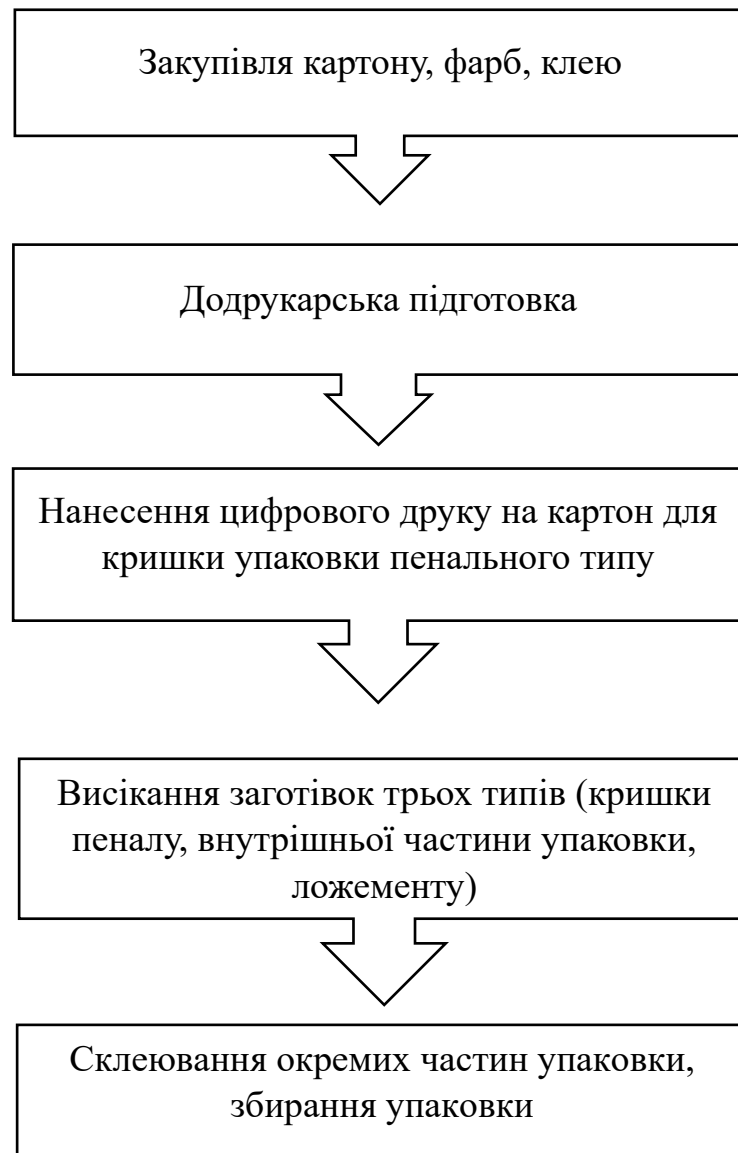 Закупівля картону, фарб, клею
Додрукарська підготовка
Нанесення цифрового друку на картон для
кришки упаковки пенального типу
Висікання заготівок трьох типів (кришки
пеналу, внутрішньої частини упаковки,
ложементу)
Склеювання окремих частин упаковки,
збирання упаковки